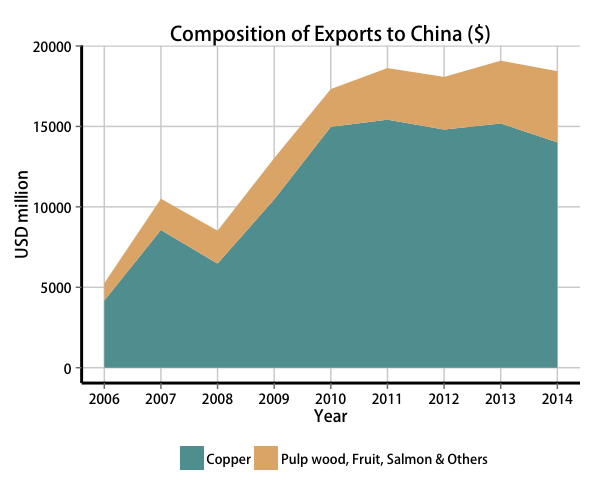 Composition of Exports to China ($)
USD million
20000
15000
10000
5000
0
2006 2007 2008 2009 2010 2011 2012 2013 2014
Year
Copper Pulp wood, Fruit, Salmon & Others